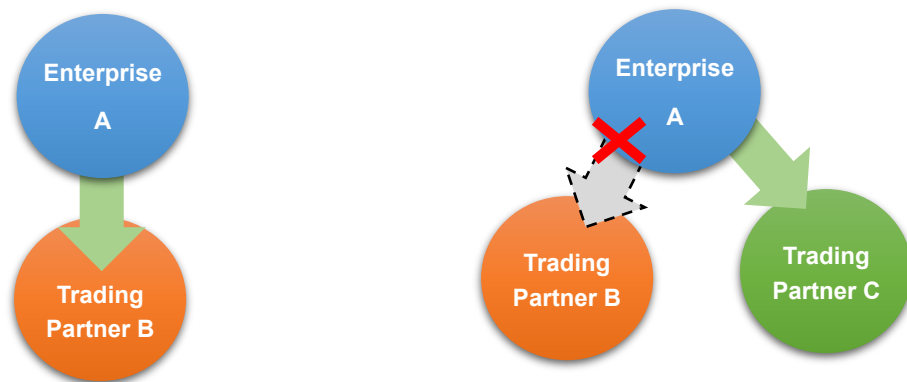 Enterprise
A
Trading
Partner B
Enterprise
A
Trading
Partner B
Trading
Partner C